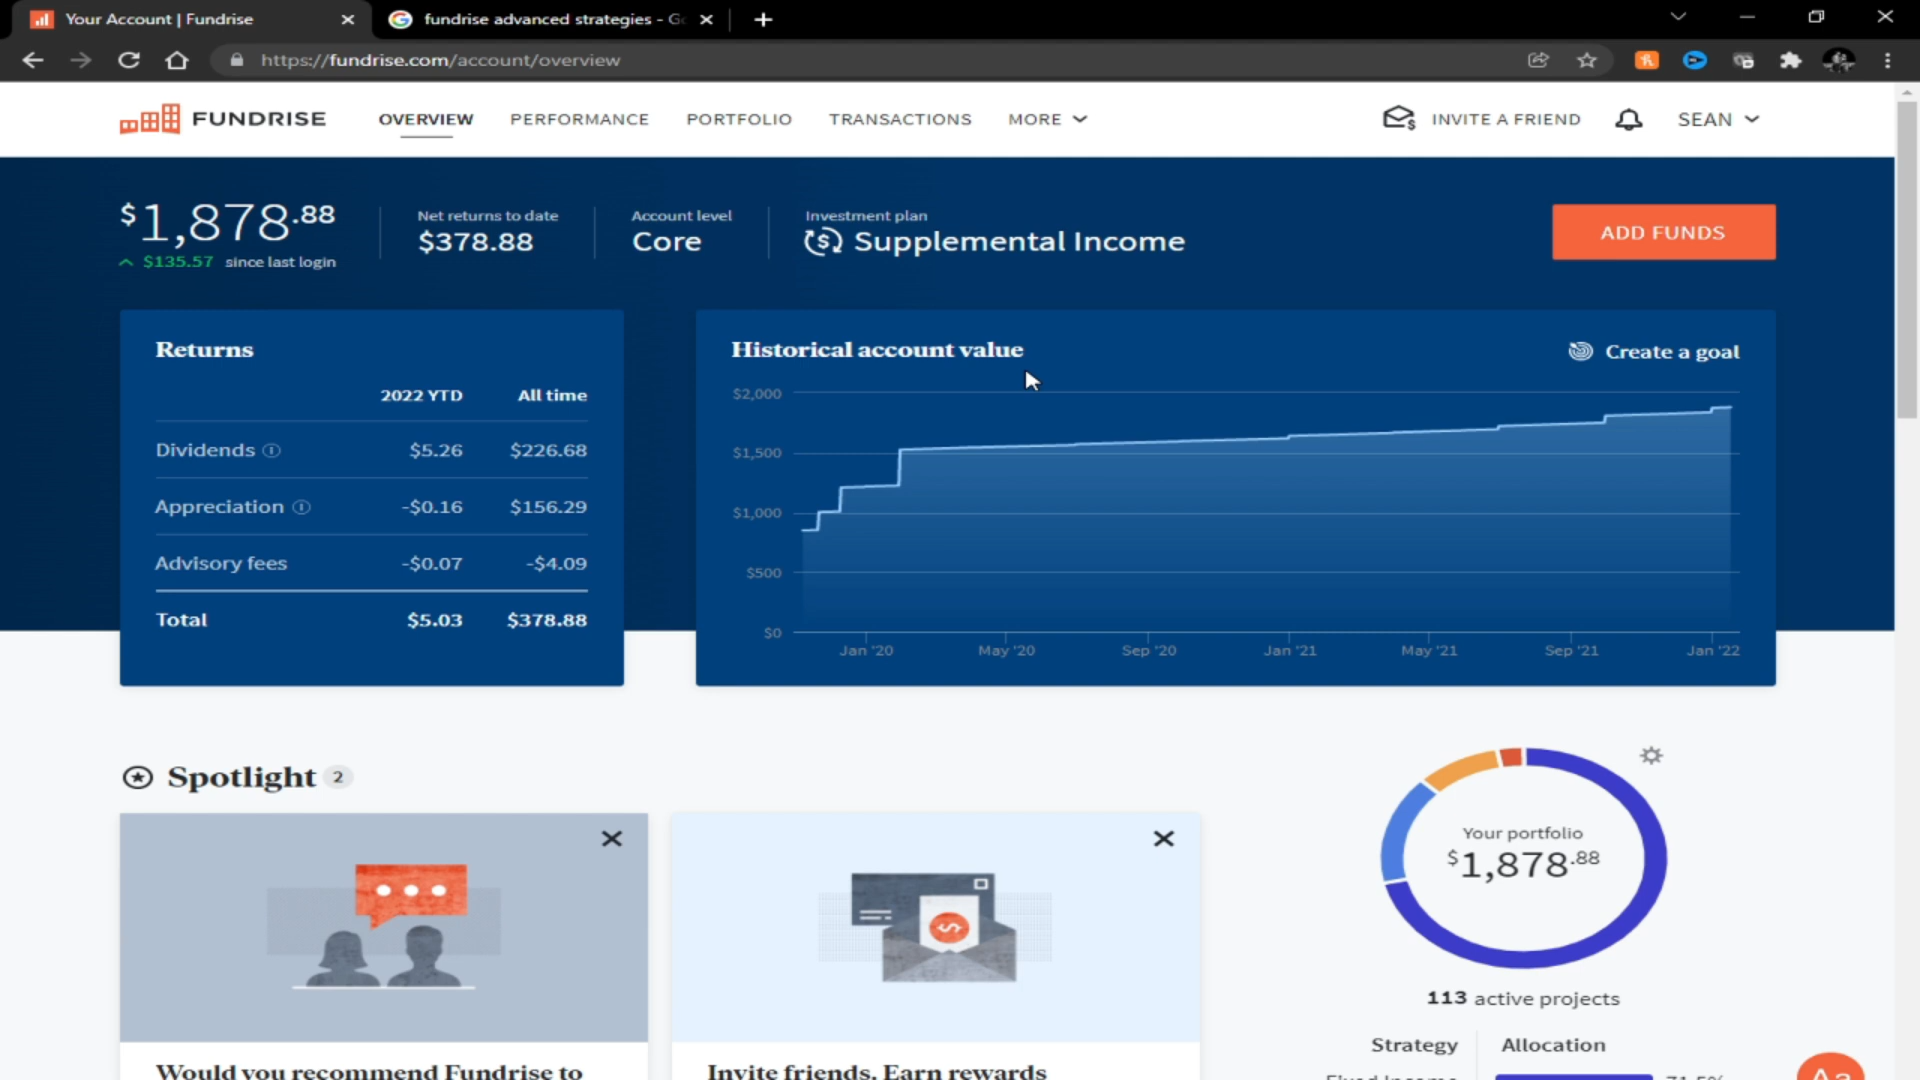 Your Account | Fundrise
fundrise advanced strategies - Go
https://fundrise.com/account/overview
FUNDRISE
OVERVIEW PERFORMANCE PORTFOLIO TRANSACTIONS MORE
INVITE A FRIEND SEAN
$1,878.88
$135.57 since last login
Net returns to date
$378.88
Account level
Core
Investment plan
Supplemental Income
ADD FUNDS
Returns
2022 YTD All time
Dividends $5.26 $226.68
Appreciation -$0.16 $156.29
Advisory fees -$0.07 -$4.09
Total $5.03 $378.88
Historical account value
Create a goal
$2,000
$1,500
$1,000
$500
$0
Jan '20 May '20 Sep '20 Jan '21 May '21 Sep '21 Jan '22
Spotlight 2
Would you recommend Fundrise to
Invite friends. Earn rewards
Your portfolio
$1,878.88
113 active projects
Strategy Allocation
Fixed Income 71.5%
Aa